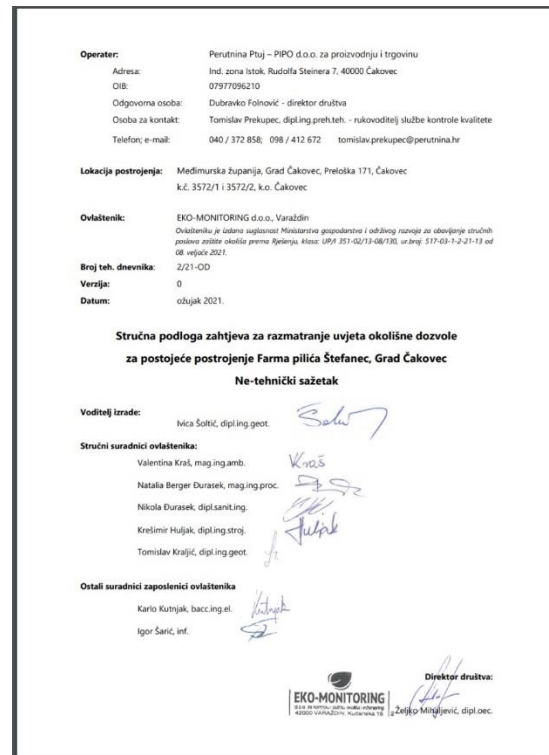 Operater: Perutnina Ptuj – PIPO d.o.o. za proizvodnju i trgovinu
Adresa: Ind. zona Istok, Rudolfa Steinera 7, 40000 Čakovec
OIB: 07977096210
Odgovorna osoba: Dubravko Folnović - direktor društva
Osoba za kontakt: Tomislav Prekupec, dipl.ing.preh.teh. - rukovoditelj službe kontrole kvalitete
Telefon; e-mail: 040 / 372 858; 098 / 412 672 tomislav.prekupec@perutnina.hr
Lokacija postrojenja: Međimurska županija, Grad Čakovec, Preloška 171, Čakovec
k.č. 3572/1 i 3572/2, k.o. Čakovec
Ovlaštenik: EKO-MONITORING d.o.o., Varaždin
Ovlašteniku je izdana suglasnost Ministarstva gospodarstva i održivog razvoja za obavljanje stručnih
poslova zaštite okoliša prema Rješenju, klasa: UP/I 351-02/13-08/130, ur.broj: 517-03-1-2-21-13 od
08. veljače 2021.
Broj teh. dnevnika: 2/21-OD
Verzija: 0
Datum: ožujak 2021.
Stručna podloga zahtjeva za razmatranje uvjeta okolišne dozvole
za postojeće postrojenje Farma pilića Štefanec, Grad Čakovec
Ne-tehnički sažetak
Voditelj izrade:
Ivica Šoltić, dipl.ing.geot.
Stručni suradnici ovlaštenika:
Valentina Kraš, mag.ing.amb. Kraš
Natalia Berger Đurasek, mag.ing.proc.
Nikola Đurasek, dipl.sanit.ing.
Krešimir Huljak, dipl.ing.stroj. Huljak
Tomislav Kraljić, dipl.ing.geot.
Ostali suradnici zaposlenici ovlaštenika
Karlo Kutnjak, bacc.ing.el. Kutnjak
Igor Šarić, inf.
Direktor društva:
EKO-MONITORING
42000 VARAŽDIN, Kučanska 15
Željko Mihaljević, dipl.oec.